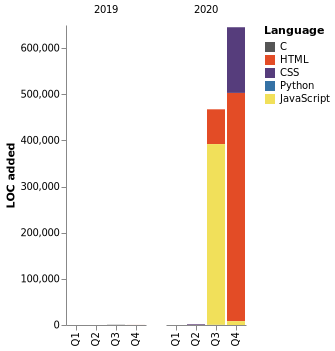 2019
2020
Language
C
HTML
CSS
Python
JavaScript
LOC added
600,000
500,000
400,000
300,000
200,000
100,000
0
Q1
Q2
Q3
Q4
Q1
Q2
Q3
Q4